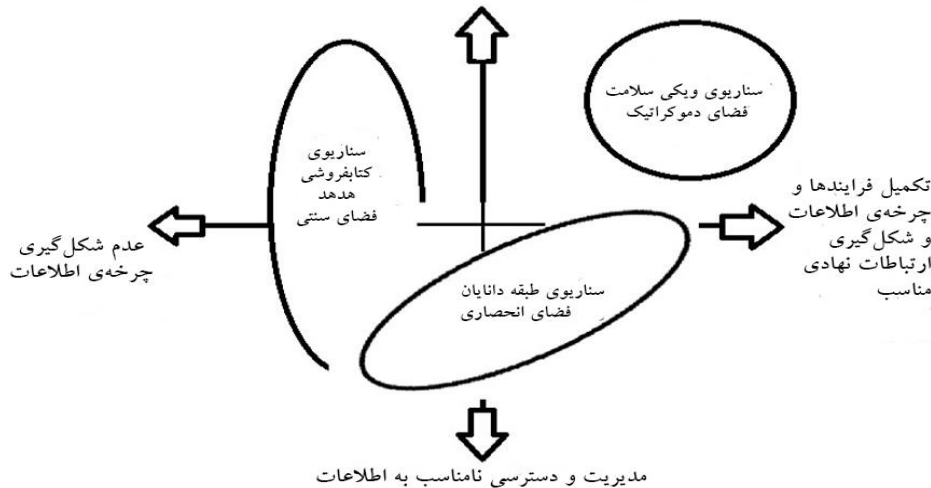 سناریوی ویکی سلامت
فضای دموکراتیک
سناریوی
کتابفروشی
هدهد
فضای سنتی
تکمیل فرایندها و
چرخه‌ی اطلاعات
و شکل‌گیری
ارتباطات نهادی
مناسب
عدم شکل‌گیری
چرخه‌ی اطلاعات
سناریوی طبقه دانایان
فضای انحصاری
مدیریت و دسترسی نامناسب به اطلاعات